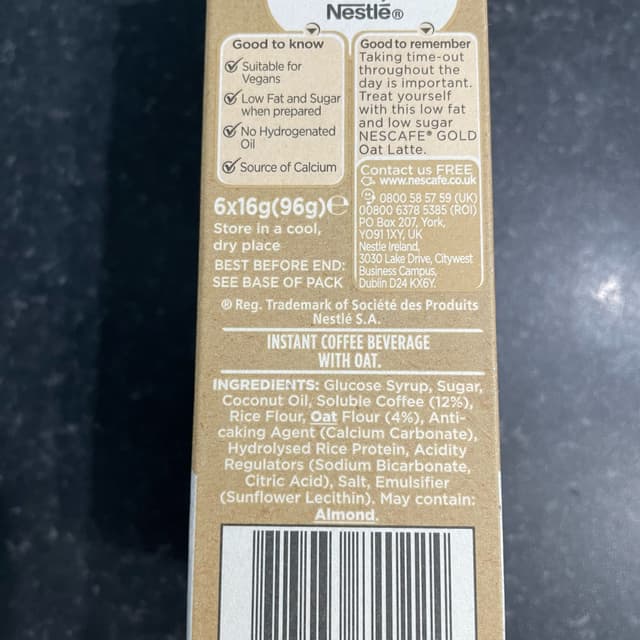 Nestlé®
Good to know
Suitable for
Vegans
Low Fat and Sugar
when prepared
No Hydrogenated
Oil
Source of Calcium
Good to remember
Taking time-out
throughout the
day is important.
Treat yourself
with this low fat
and low sugar
NESCAFE® GOLD
Oat Latte.
6x16g(96g)℮
Store in a cool,
dry place
BEST BEFORE END:
SEE BASE OF PACK
Contact us FREE
www.nescafe.co.uk
0800 58 57 59 (UK)
00800 6378 5385 (ROI)
PO Box 207, York,
YO91 1XY, UK
Nestle Ireland,
3030 Lake Drive, Citywest
Business Campus,
Dublin D24 KX6Y.
® Reg. Trademark of Société des Produits
Nestlé S.A.
INSTANT COFFEE BEVERAGE
WITH OAT.
INGREDIENTS: Glucose Syrup, Sugar,
Coconut Oil, Soluble Coffee (12%),
Rice Flour, Oat Flour (4%), Anti-
caking Agent (Calcium Carbonate),
Hydrolysed Rice Protein, Acidity
Regulators (Sodium Bicarbonate,
Citric Acid), Salt, Emulsifier
(Sunflower Lecithin). May contain:
Almond.